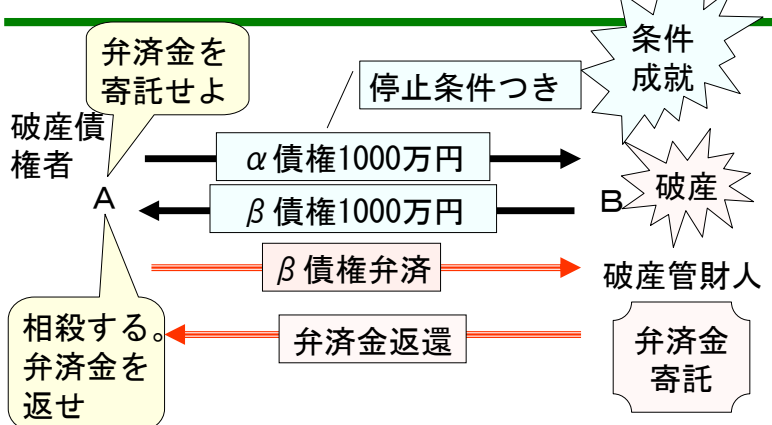 条件
成就
弁済金を
寄託せよ
停止条件つき
破産債
権者
α債権1000万円
A
β債権1000万円
B
破産
β債権弁済
破産管財人
相殺する。
弁済金を
返せ
弁済金返還
弁済金
寄託